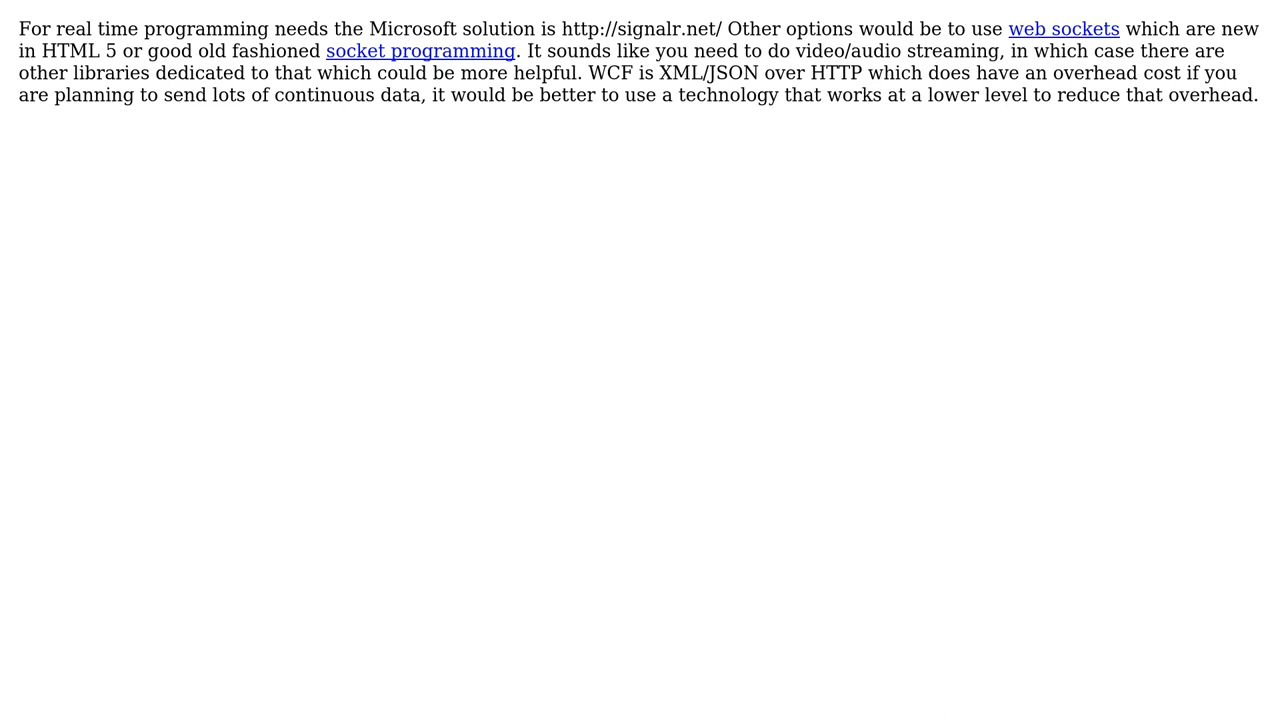 For real time programming needs the Microsoft solution is http://signalr.net/ Other options would be to use web sockets which are new
in HTML 5 or good old fashioned socket programming. It sounds like you need to do video/audio streaming, in which case there are
other libraries dedicated to that which could be more helpful. WCF is XML/JSON over HTTP which does have an overhead cost if you
are planning to send lots of continuous data, it would be better to use a technology that works at a lower level to reduce that overhead.